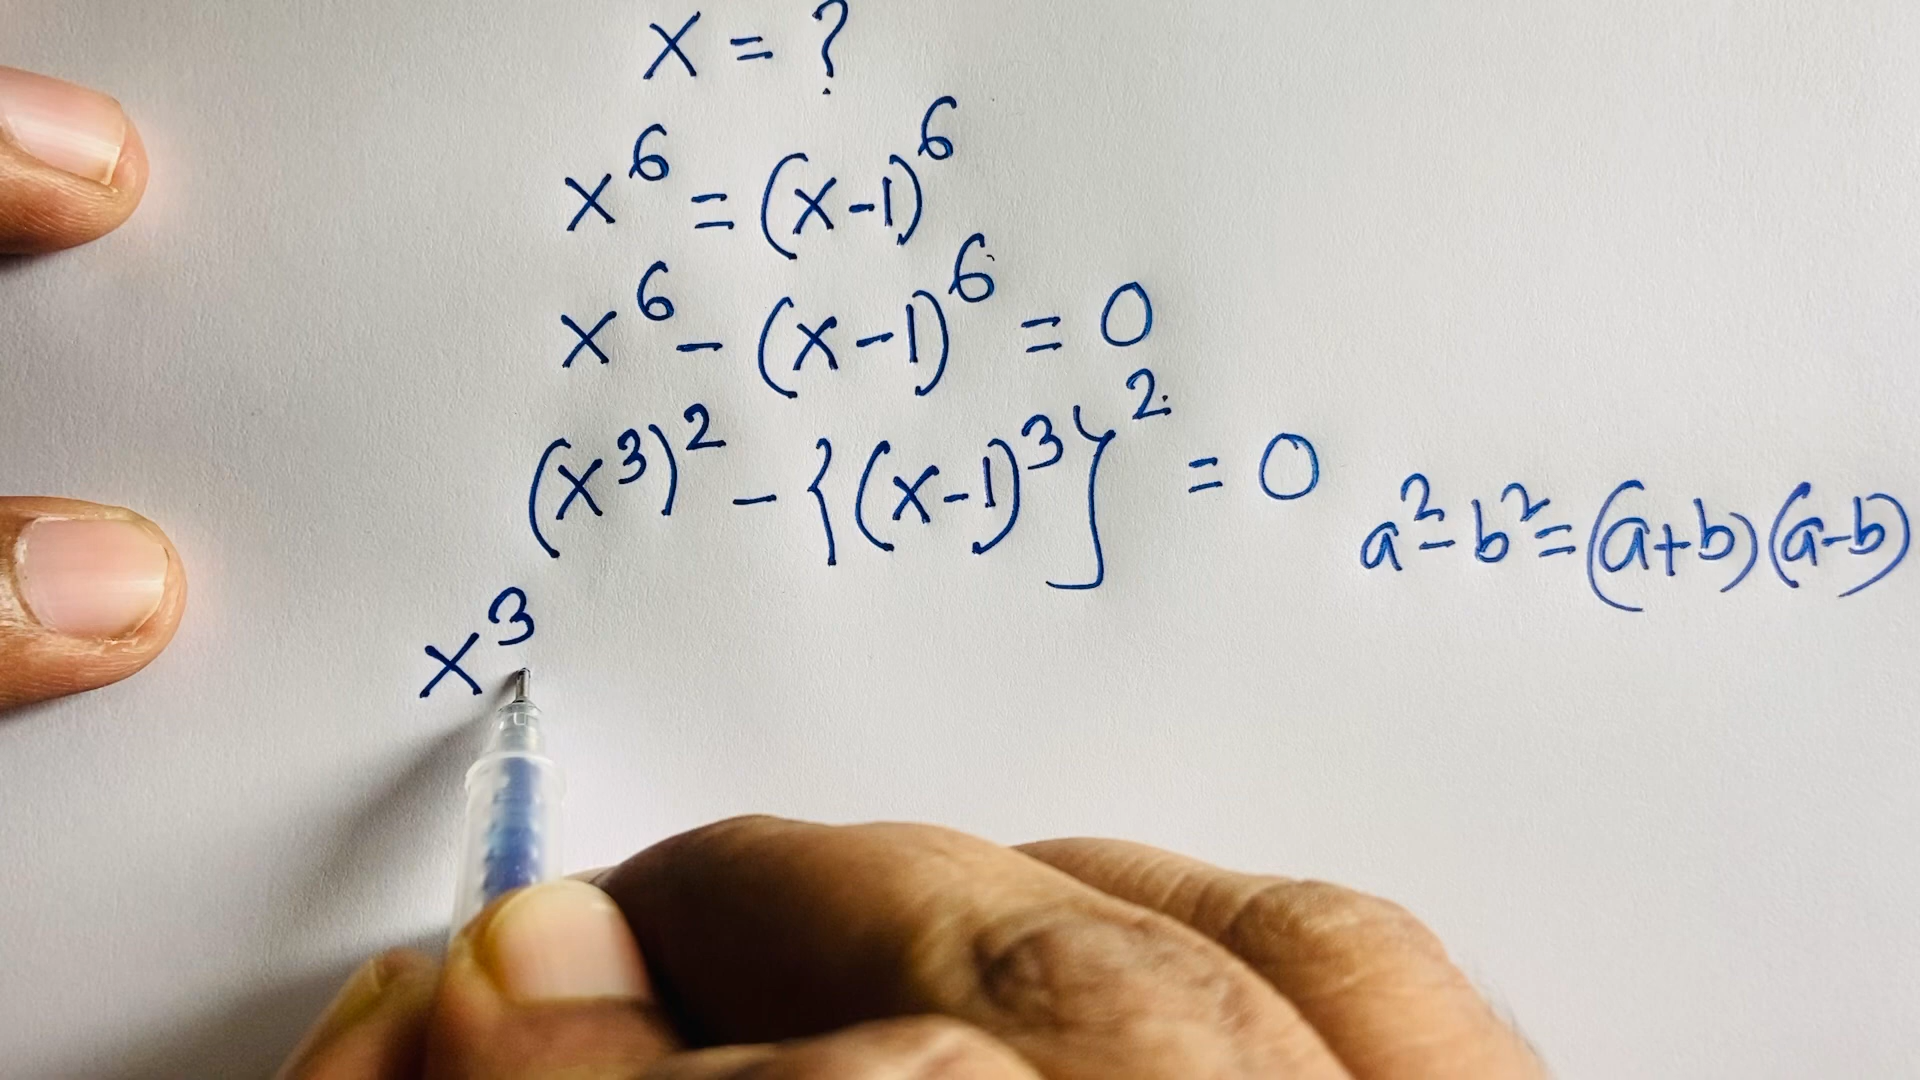 x = ?
x⁶ = (x-1)⁶
x⁶ - (x-1)⁶ = 0
(x³)² - {(x-1)³}² = 0
a² - b² = (a+b)(a-b)
x³